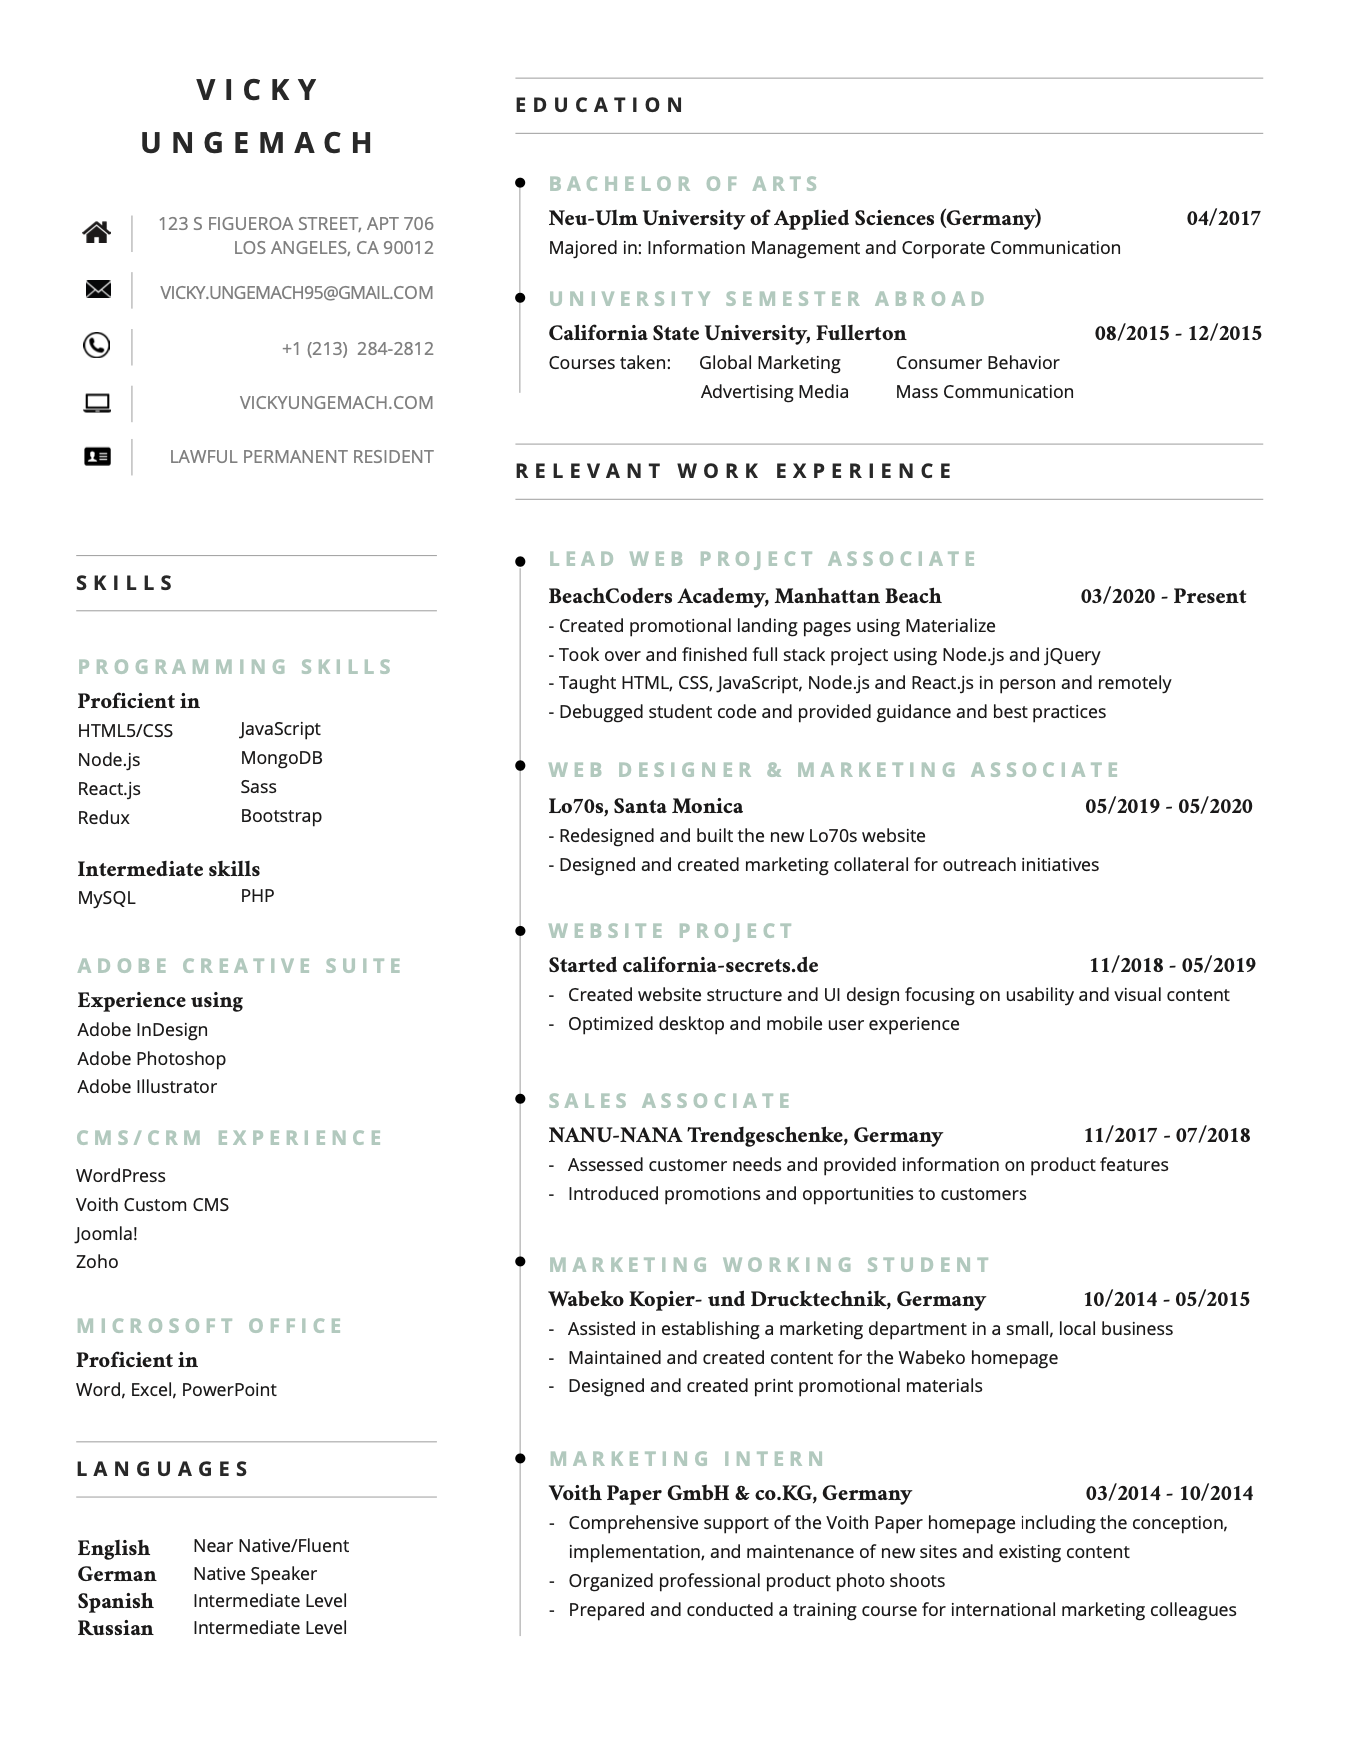 VICKY
UNGEMACH
123 S FIGUEROA STREET, APT 706
LOS ANGELES, CA 90012
VICKY.UNGEMACH95@GMAIL.COM
+1 (213)  284-2812
VICKYUNGEMACH.COM
LAWFUL PERMANENT RESIDENT
SKILLS
PROGRAMMING SKILLS
Proficient in
HTML5/CSS JavaScript
Node.js MongoDB
React.js Sass
Redux Bootstrap
Intermediate skills
MySQL PHP
ADOBE CREATIVE SUITE
Experience using
Adobe InDesign
Adobe Photoshop
Adobe Illustrator
CMS/CRM EXPERIENCE
WordPress
Voith Custom CMS
Joomla!
Zoho
MICROSOFT OFFICE
Proficient in
Word, Excel, PowerPoint
LANGUAGES
English Near Native/Fluent
German Native Speaker
Spanish Intermediate Level
Russian Intermediate Level
EDUCATION
BACHELOR OF ARTS
Neu-Ulm University of Applied Sciences (Germany) 04/2017
Majored in: Information Management and Corporate Communication
UNIVERSITY SEMESTER ABROAD
California State University, Fullerton 08/2015 - 12/2015
Courses taken: Global Marketing Consumer Behavior
Advertising Media Mass Communication
RELEVANT WORK EXPERIENCE
LEAD WEB PROJECT ASSOCIATE
BeachCoders Academy, Manhattan Beach 03/2020 - Present
- Created promotional landing pages using Materialize
- Took over and finished full stack project using Node.js and jQuery
- Taught HTML, CSS, JavaScript, Node.js and React.js in person and remotely
- Debugged student code and provided guidance and best practices
WEB DESIGNER & MARKETING ASSOCIATE
Lo70s, Santa Monica 05/2019 - 05/2020
- Redesigned and built the new Lo70s website
- Designed and created marketing collateral for outreach initiatives
WEBSITE PROJECT
Started california-secrets.de 11/2018 - 05/2019
- Created website structure and UI design focusing on usability and visual content
- Optimized desktop and mobile user experience
SALES ASSOCIATE
NANU-NANA Trendgeschenke, Germany 11/2017 - 07/2018
- Assessed customer needs and provided information on product features
- Introduced promotions and opportunities to customers
MARKETING WORKING STUDENT
Wabeko Kopier- und Drucktechnik, Germany 10/2014 - 05/2015
- Assisted in establishing a marketing department in a small, local business
- Maintained and created content for the Wabeko homepage
- Designed and created print promotional materials
MARKETING INTERN
Voith Paper GmbH & co.KG, Germany 03/2014 - 10/2014
- Comprehensive support of the Voith Paper homepage including the conception,
implementation, and maintenance of new sites and existing content
- Organized professional product photo shoots
- Prepared and conducted a training course for international marketing colleagues